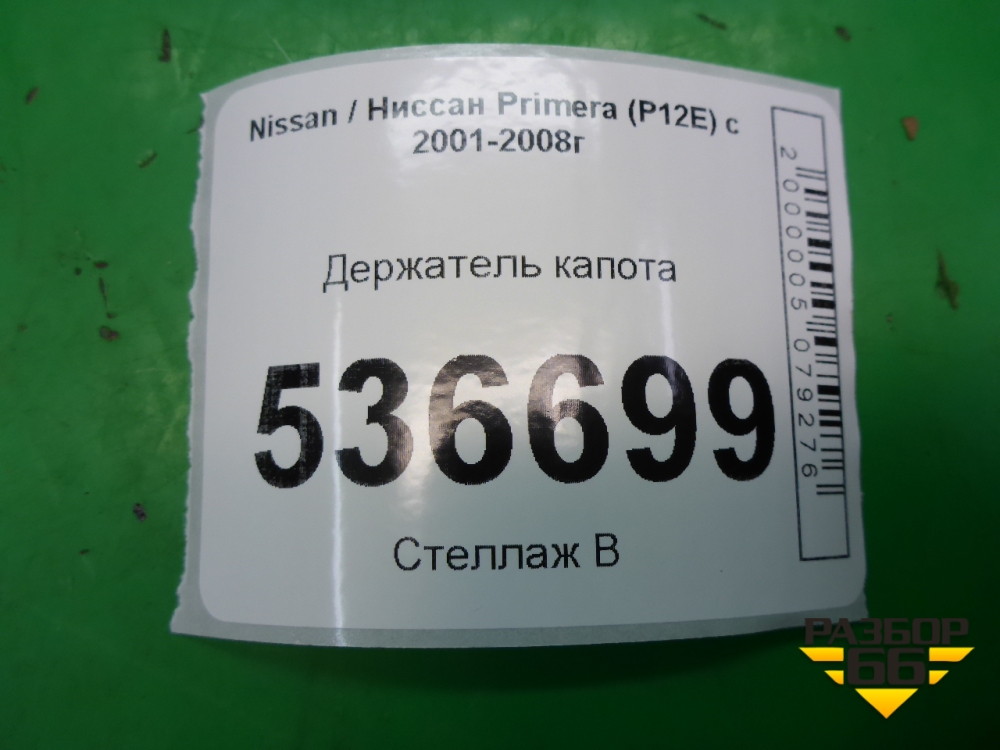 Nissan / Ниссан Primera (P12E) с
2001-2008г
Держатель капота
536699
Стеллаж В
2000005079276
РАЗБОР
66